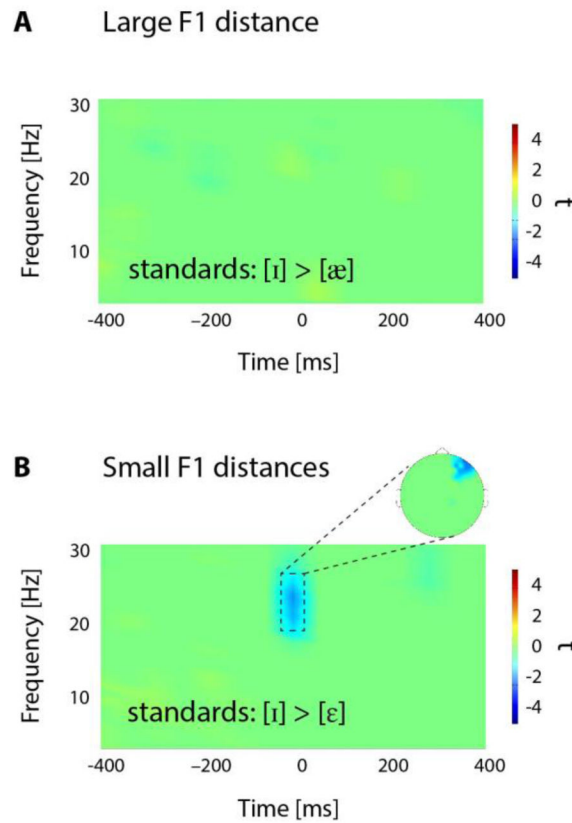 A Large F1 distance
30
20
10
Frequency [Hz]
standards: [ɪ] > [æ]
-400 −200 0 200 400
Time [ms]
4
2
0
-2
-4
t
B Small F1 distances
30
20
10
Frequency [Hz]
standards: [ɪ] > [ɛ]
-400 −200 0 200 400
Time [ms]
4
2
0
-2
-4
t